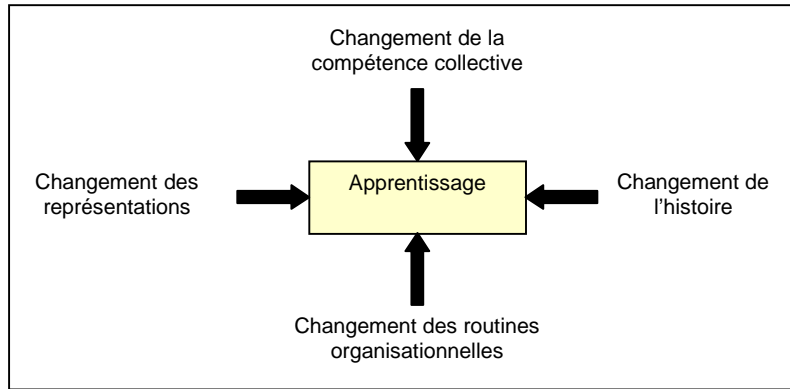 Changement de la
compétence collective
Changement des
représentations
Apprentissage
Changement de
l'histoire
Changement des routines
organisationnelles